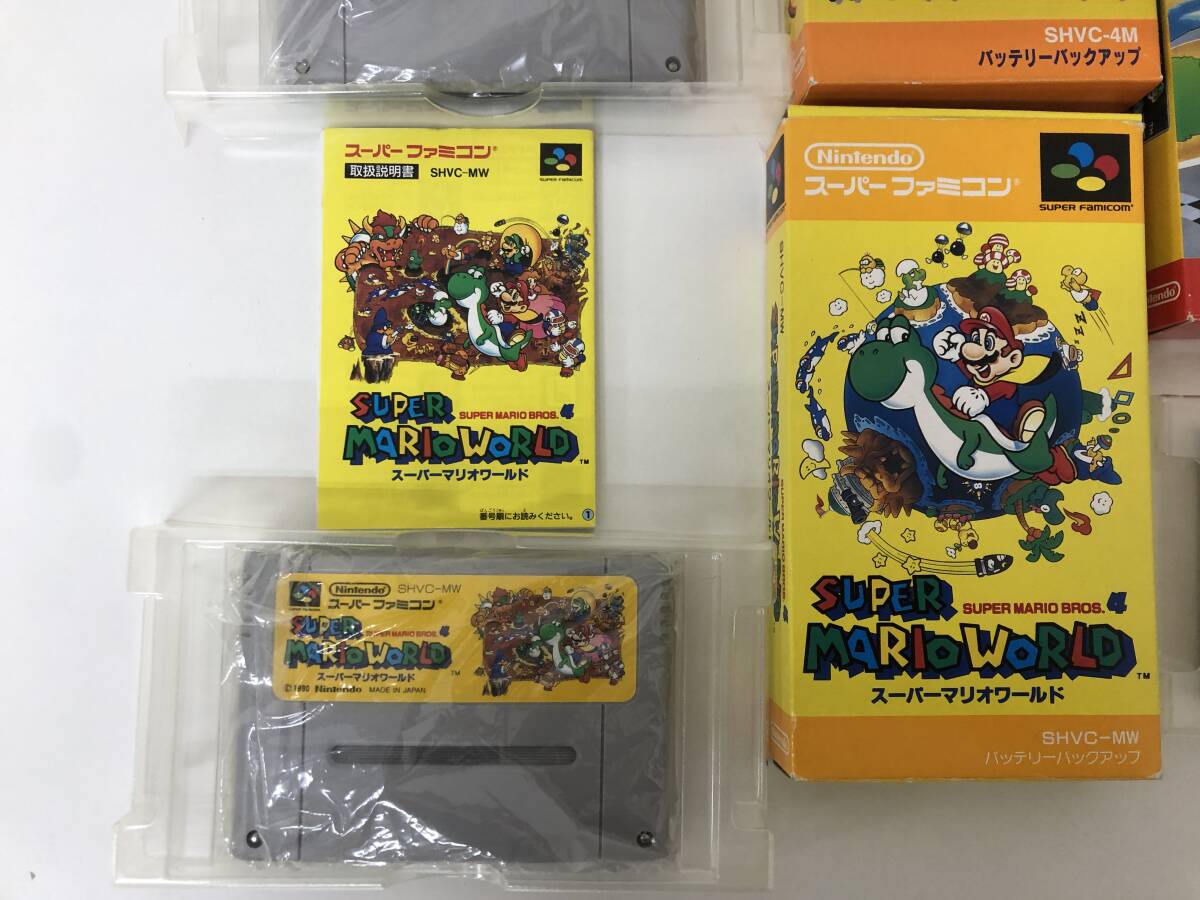 SHVC-4M
バッテリーバックアップ
スーパーファミコン®
取扱説明書 SHVC-MW
SUPER FAMICOM
SUPER
SUPER MARIO BROS. 4
MARIO WORLD™
スーパーマリオワールド
番号順にお読みください。 ①
Nintendo SHVC-MW
スーパーファミコン®
SUPER
SUPER MARIO BROS. 4
MARIO WORLD™
スーパーマリオワールド
©1990 Nintendo MADE IN JAPAN
Nintendo
スーパーファミコン®
SUPER FAMICOM®
SHVC-MW
SUPER
SUPER MARIO BROS. 4
MARIO WORLD™
スーパーマリオワールド
SHVC-MW
バッテリーバックアップ
Nintendo